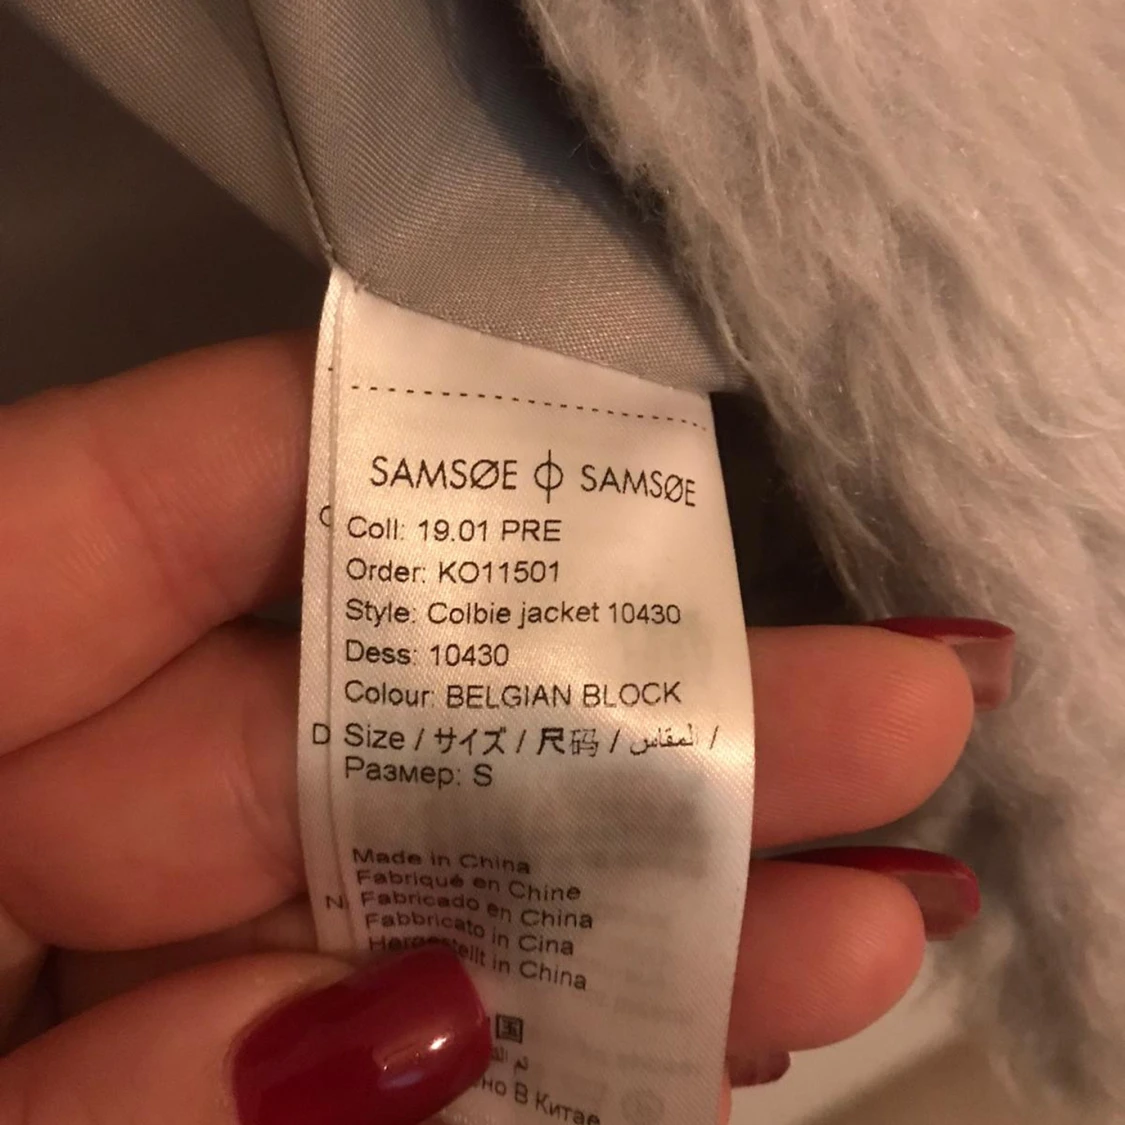 SAMSØE ϕ SAMSØE
Coll: 19.01 PRE
Order: KO11501
Style: Colbie jacket 10430
Dess: 10430
Colour: BELGIAN BLOCK
Size / サイズ / 尺码 / المقاس /
Размер: S
Made in China
Fabriqué en Chine
Fabricado en China
Fabbricato in Cina
Hergestellt in China
国
В Китае